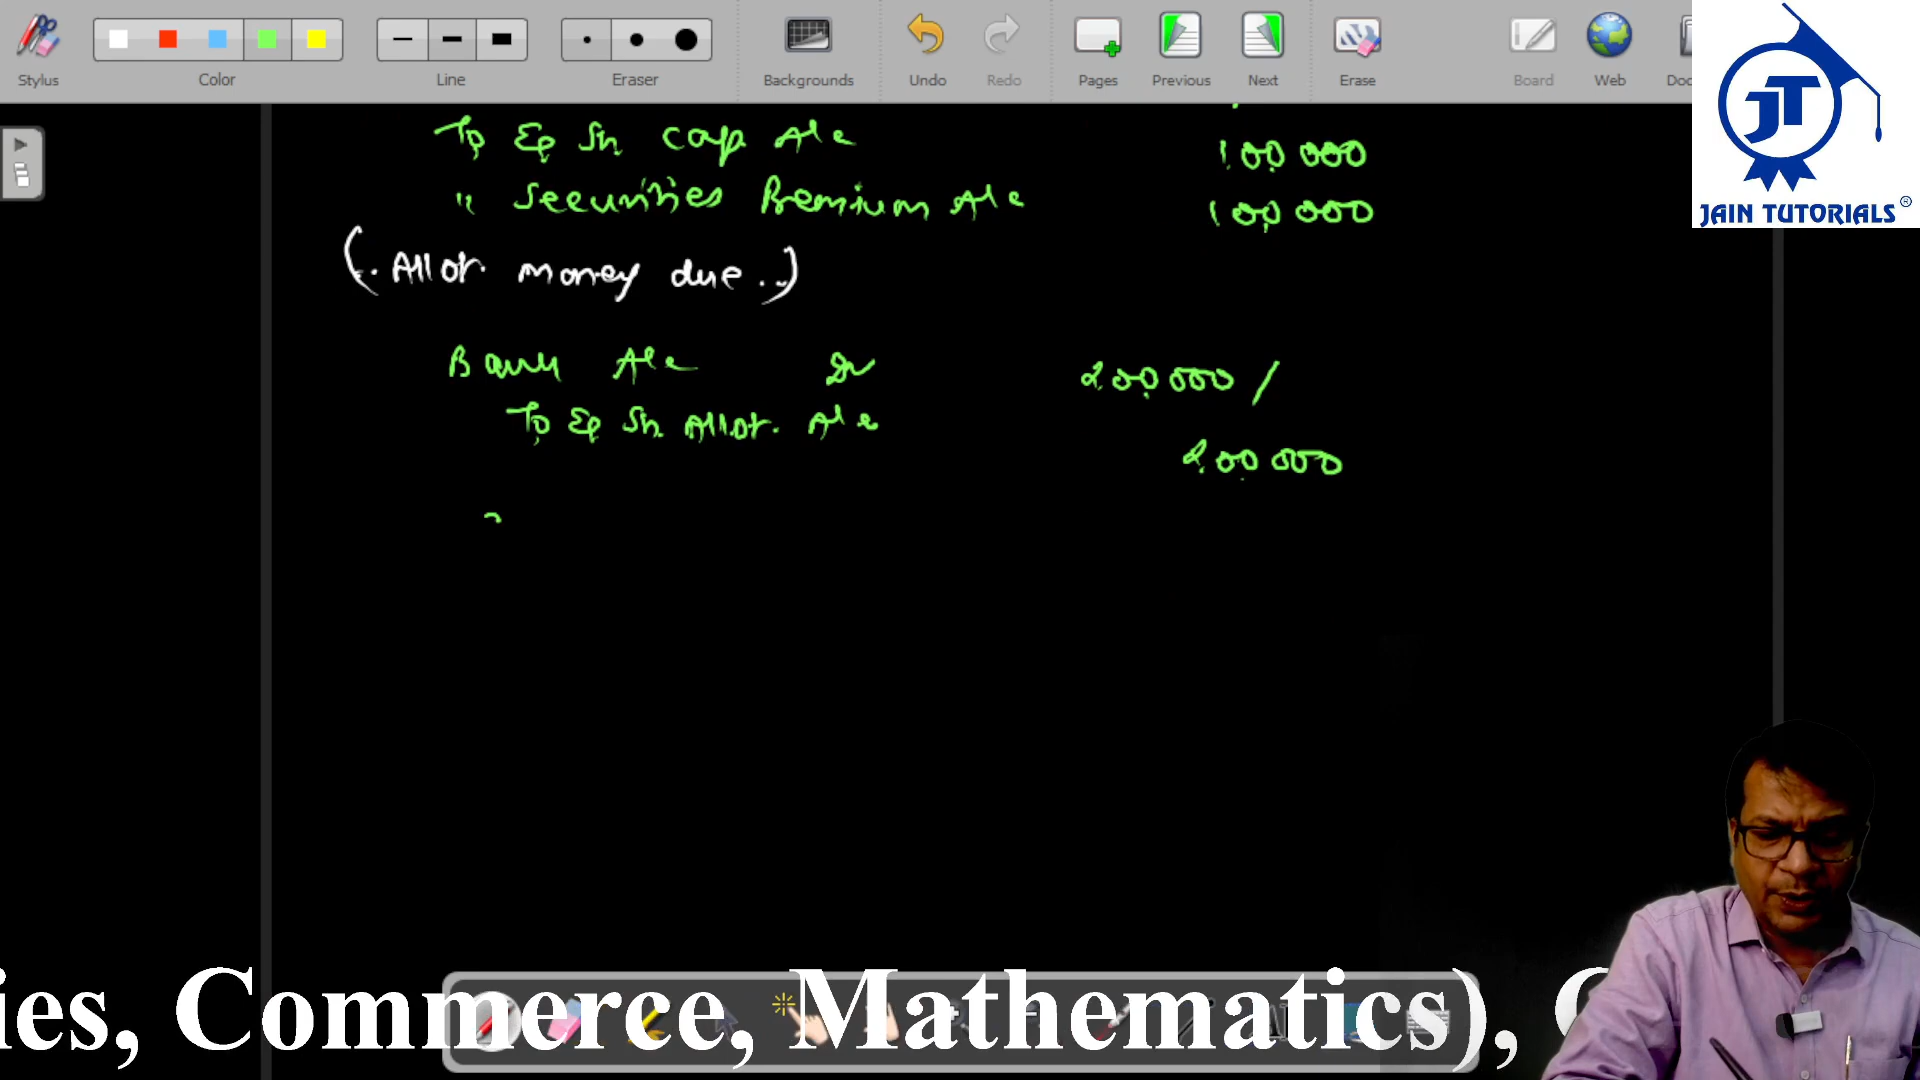 Stylus
Color
Line
Eraser
Backgrounds
Undo
Redo
Pages
Previous
Next
Erase
Board
Web
JT
JAIN TUTORIALS®
To Eq Sh Cap A/c 1,00,000
" Securities Premium A/c 1,00,000
(. Allot. money due ..)
Bank A/c Dr 2,00,000 /
To Eq Sh. Allot. A/c
2,00,000
ies, Commerce, Mathematics),